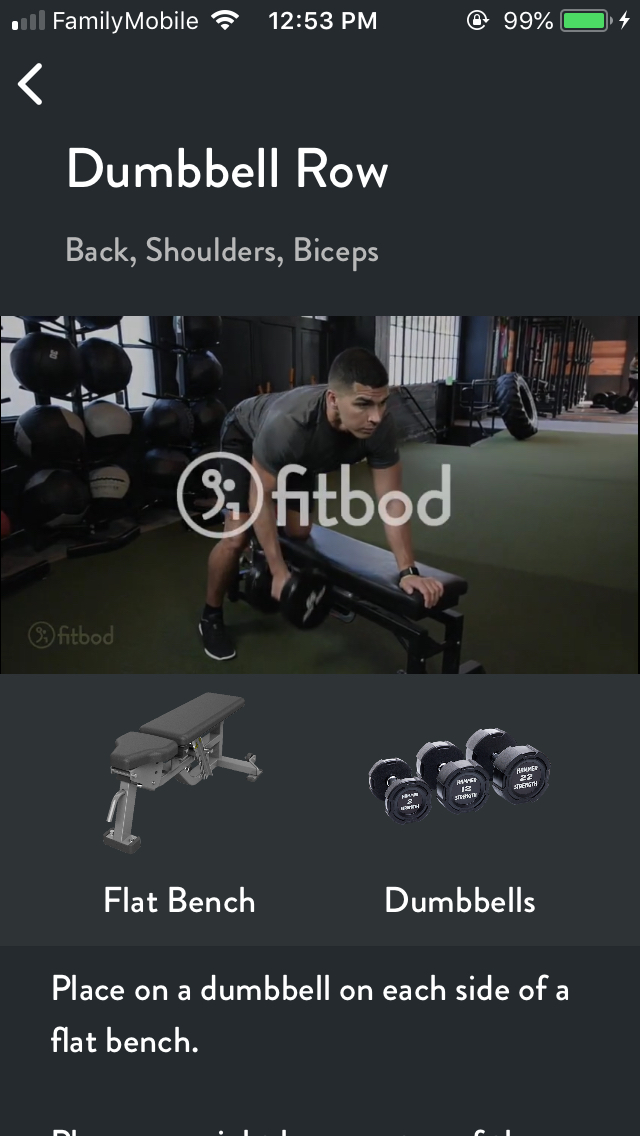 FamilyMobile 12:53 PM 99%
Dumbbell Row
Back, Shoulders, Biceps
fitbod
fitbod
HAMMER
2
STRENGTH
HAMMER
12
STRENGTH
HAMMER
22
STRENGTH
Flat Bench Dumbbells
Place on a dumbbell on each side of a
flat bench.